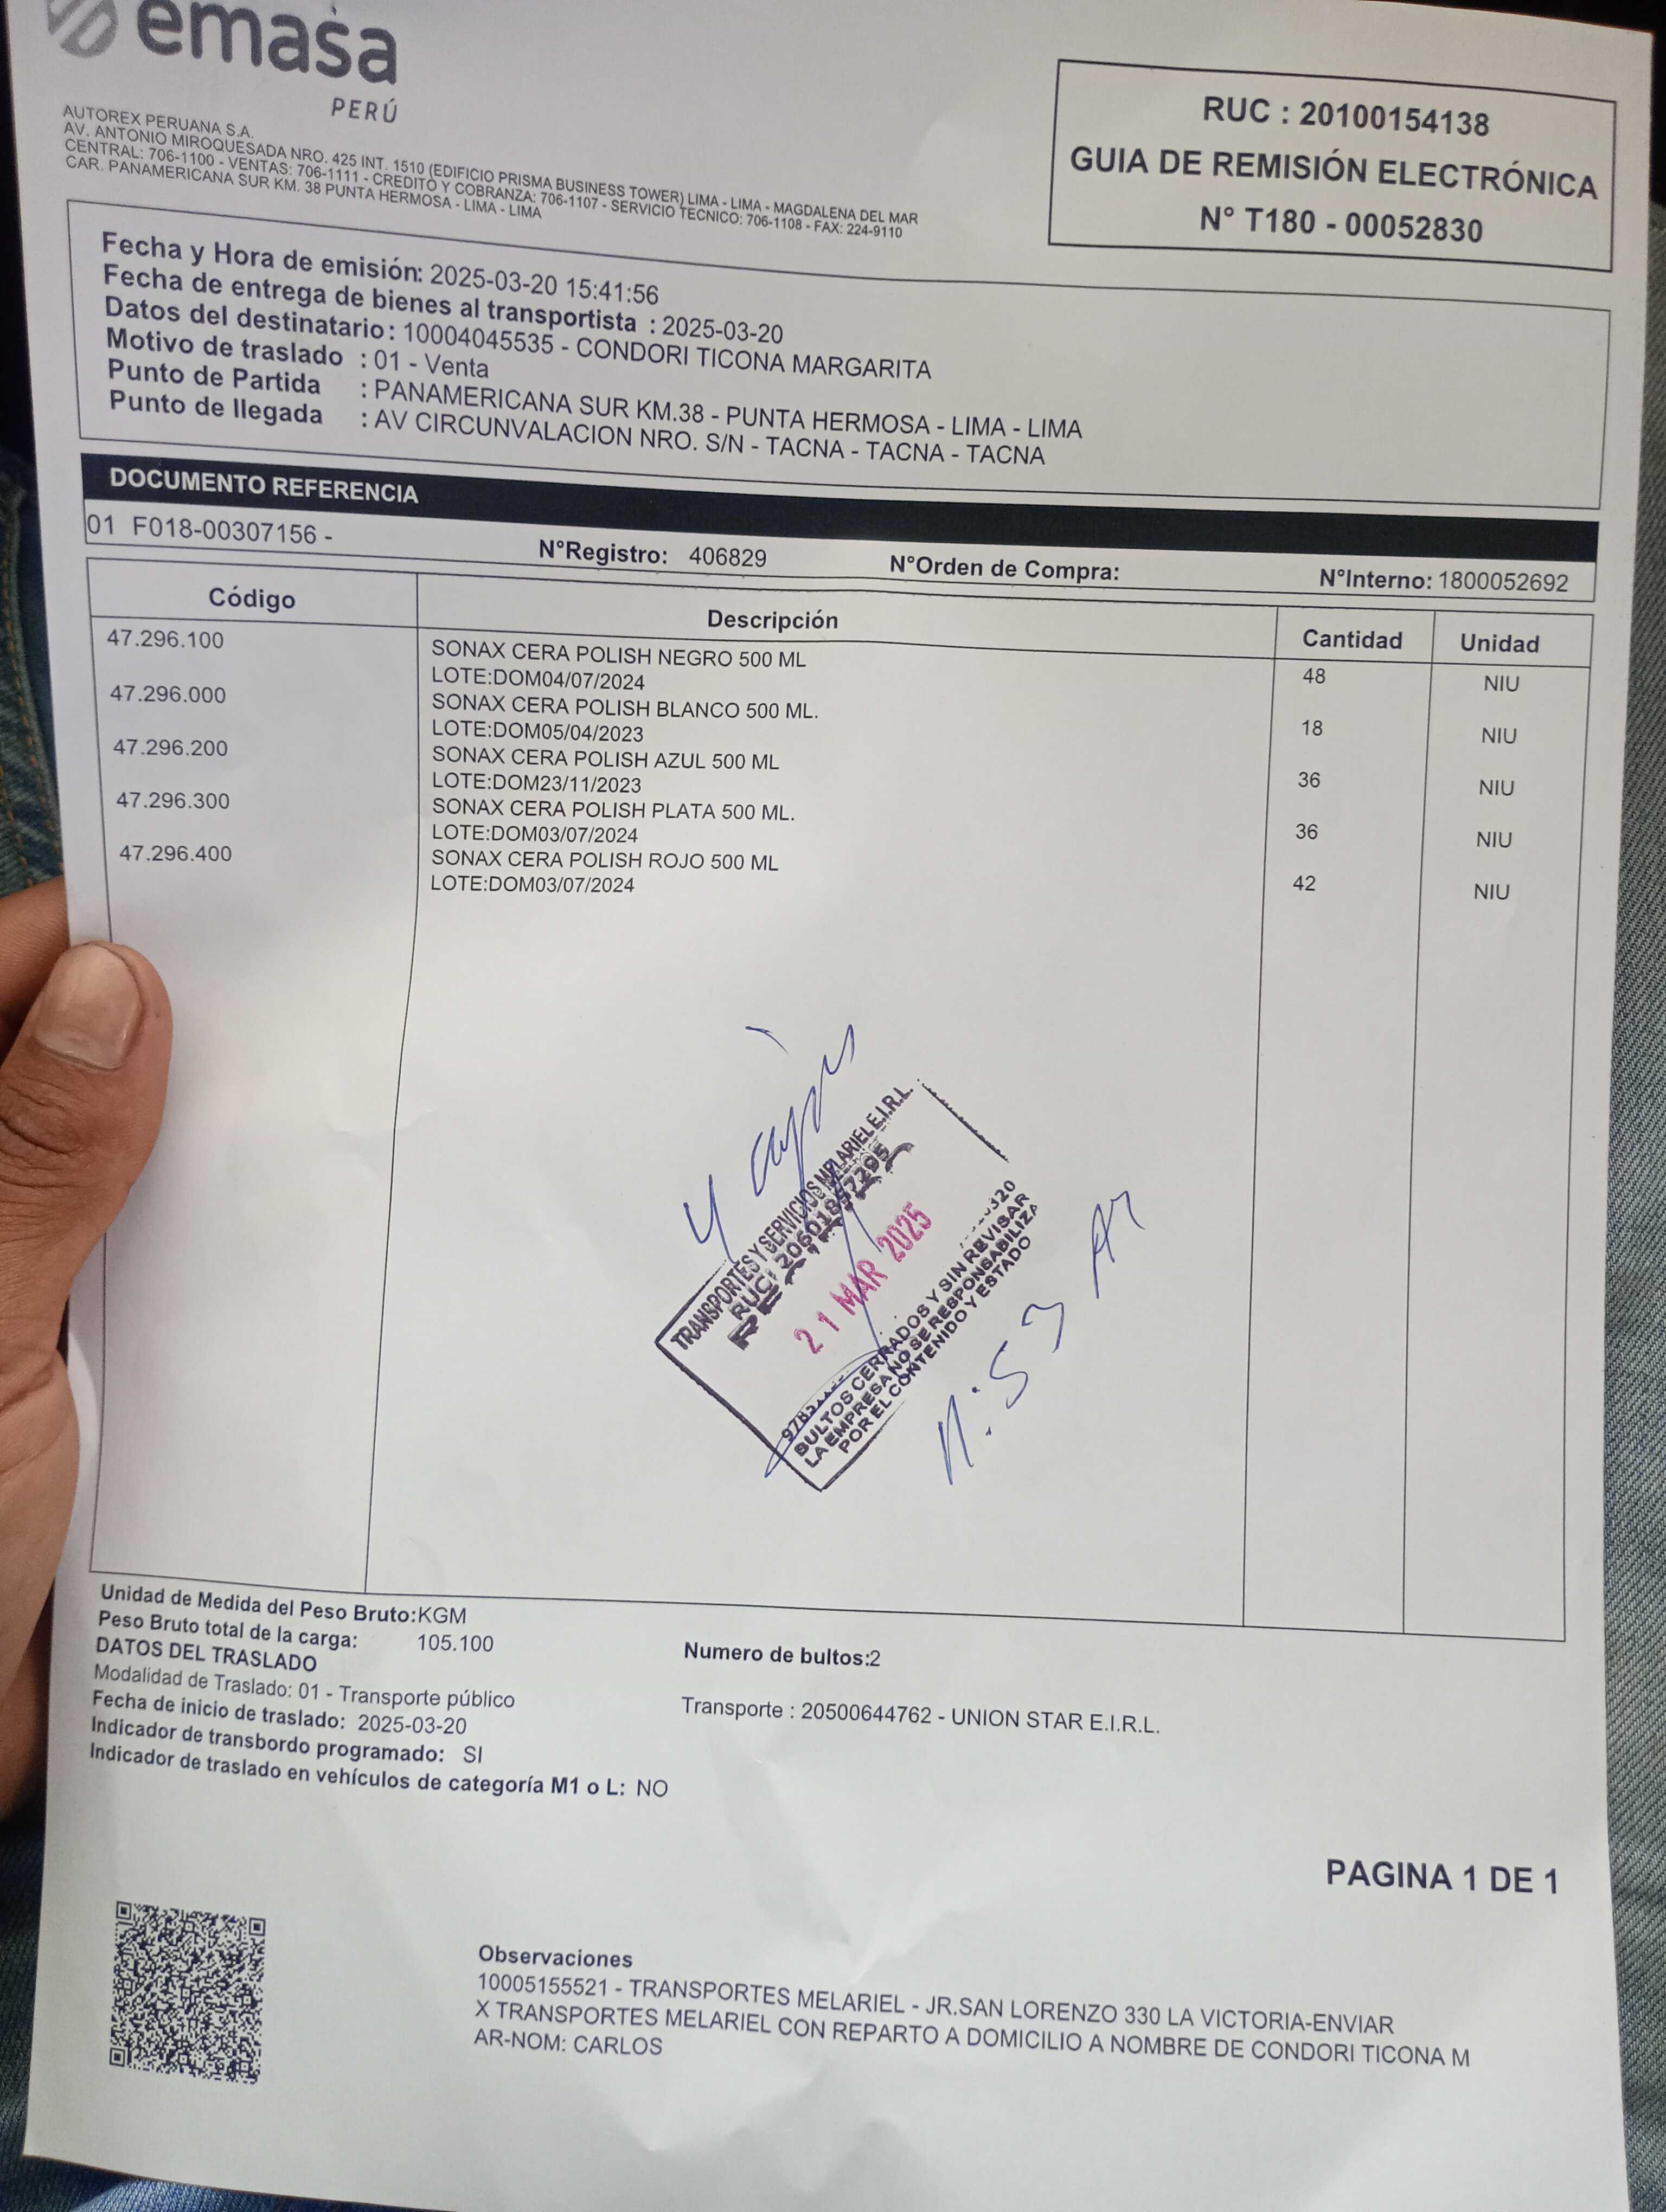 emasa
PERÚ
AUTOREX PERUANA S.A.
AV. ANTONIO MIROQUESADA NRO. 425 INT. 1510 (EDIFICIO PRISMA BUSINESS TOWER) LIMA - LIMA - MAGDALENA DEL MAR
CENTRAL: 706-1100 - VENTAS: 706-1111 - CREDITO Y COBRANZA: 706-1107 - SERVICIO TECNICO: 706-1108 - FAX: 224-9110
CAR. PANAMERICANA SUR KM. 38 PUNTA HERMOSA - LIMA - LIMA
RUC : 20100154138
GUIA DE REMISIÓN ELECTRÓNICA
N° T180 - 00052830
Fecha y Hora de emisión: 2025-03-20 15:41:56
Fecha de entrega de bienes al transportista : 2025-03-20
Datos del destinatario: 10004045535 - CONDORI TICONA MARGARITA
Motivo de traslado : 01 - Venta
Punto de Partida : PANAMERICANA SUR KM.38 - PUNTA HERMOSA - LIMA - LIMA
Punto de llegada : AV CIRCUNVALACION NRO. S/N - TACNA - TACNA - TACNA
DOCUMENTO REFERENCIA
01 F018-00307156 - N°Registro: 406829 N°Orden de Compra: N°Interno: 1800052692
Código Descripción Cantidad Unidad
47.296.100 SONAX CERA POLISH NEGRO 500 ML 48 NIU
LOTE:DOM04/07/2024
47.296.000 SONAX CERA POLISH BLANCO 500 ML. 18 NIU
LOTE:DOM05/04/2023
47.296.200 SONAX CERA POLISH AZUL 500 ML 36 NIU
LOTE:DOM23/11/2023
47.296.300 SONAX CERA POLISH PLATA 500 ML. 36 NIU
LOTE:DOM03/07/2024
47.296.400 SONAX CERA POLISH ROJO 500 ML 42 NIU
LOTE:DOM03/07/2024
TRANSPORTES Y SERVICIOS MELARIEL E.I.R.L.
21 MAR 2025
BULTOS CERRADOS Y SIN REVISAR
LA EMPRESA NO SE RESPONSABILIZA
POR EL CONTENIDO Y ESTADO
Unidad de Medida del Peso Bruto:KGM
Peso Bruto total de la carga: 105.100 Numero de bultos:2
DATOS DEL TRASLADO
Modalidad de Traslado: 01 - Transporte público Transporte : 20500644762 - UNION STAR E.I.R.L.
Fecha de inicio de traslado: 2025-03-20
Indicador de transbordo programado: SI
Indicador de traslado en vehículos de categoría M1 o L: NO
PAGINA 1 DE 1
Observaciones
10005155521 - TRANSPORTES MELARIEL - JR.SAN LORENZO 330 LA VICTORIA-ENVIAR
X TRANSPORTES MELARIEL CON REPARTO A DOMICILIO A NOMBRE DE CONDORI TICONA M
AR-NOM: CARLOS